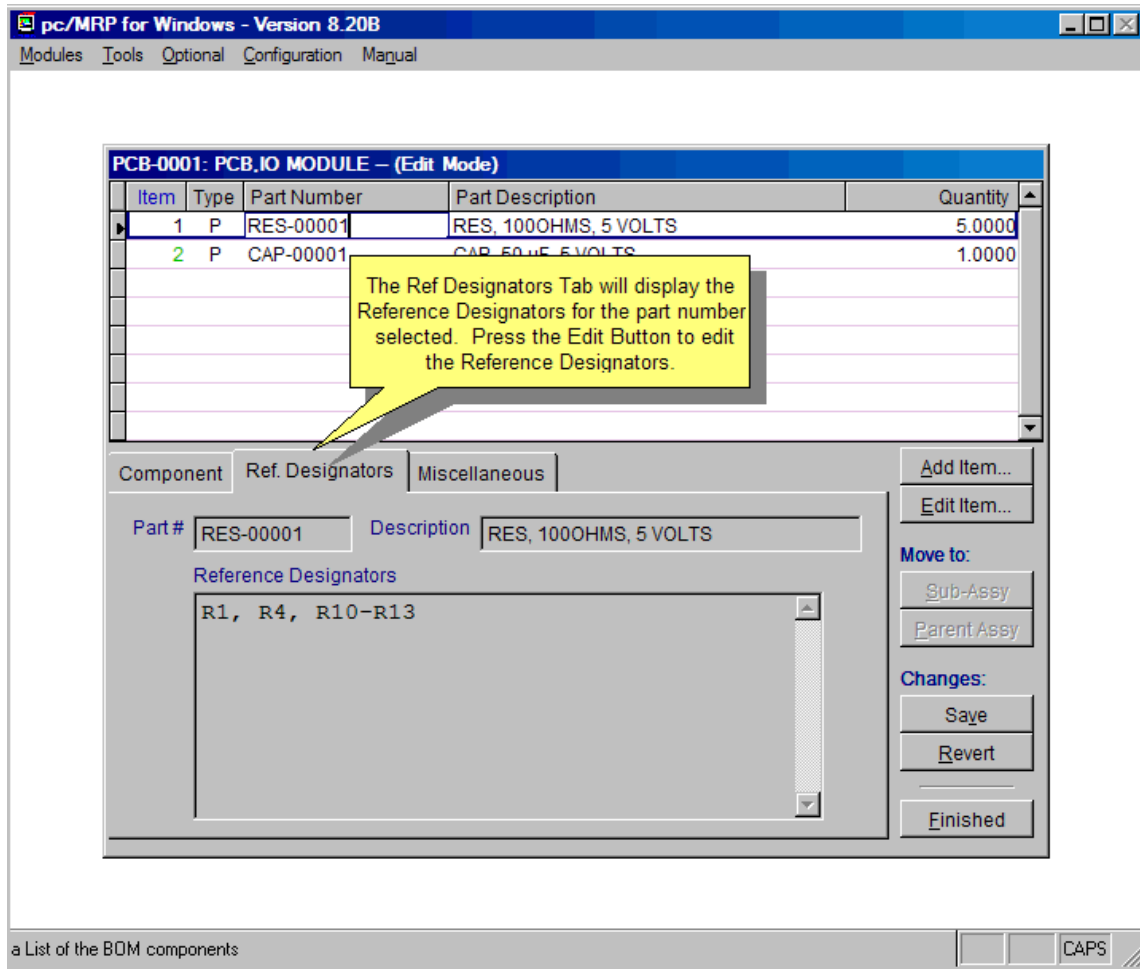 pc/MRP for Windows - Version 8.20B
Modules Tools Optional Configuration Manual
PCB-0001: PCB,IO MODULE – (Edit Mode)
Item Type Part Number Part Description Quantity
1 P RES-00001 RES, 100OHMS, 5 VOLTS 5.0000
2 P CAP-00001 CAP, 50 uF, 5 VOLTS 1.0000
The Ref Designators Tab will display the
Reference Designators for the part number
selected. Press the Edit Button to edit
the Reference Designators.
Component Ref. Designators Miscellaneous
Add Item...
Edit Item...
Part # RES-00001 Description RES, 100OHMS, 5 VOLTS
Move to:
Reference Designators
Sub-Assy
R1, R4, R10-R13
Parent Assy
Changes:
Save
Revert
Finished
a List of the BOM components CAPS